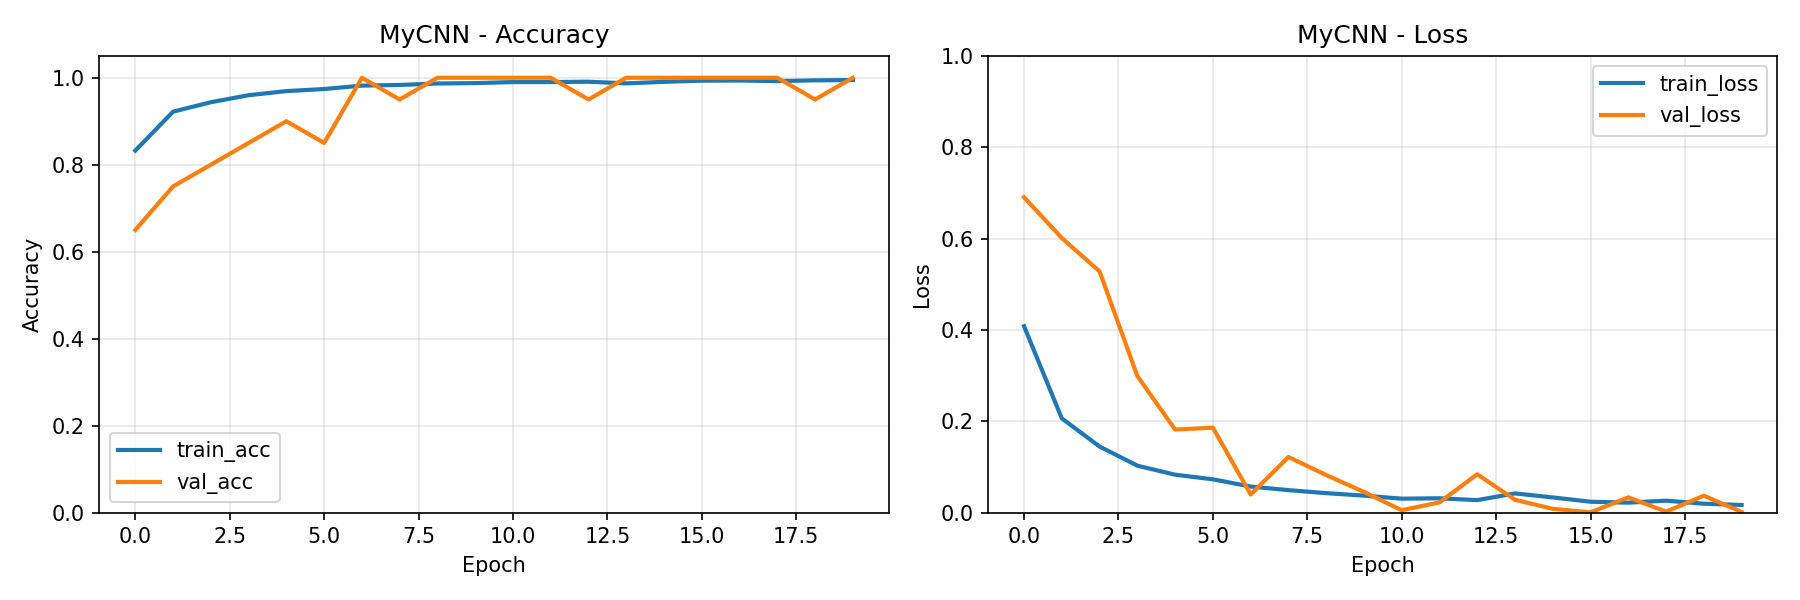 MyCNN - Accuracy
1.0
0.8
0.6
0.4
0.2
0.0
Accuracy
train_acc
val_acc
0.0 2.5 5.0 7.5 10.0 12.5 15.0 17.5
Epoch
MyCNN - Loss
1.0
0.8
0.6
0.4
0.2
0.0
Loss
train_loss
val_loss
0.0 2.5 5.0 7.5 10.0 12.5 15.0 17.5
Epoch